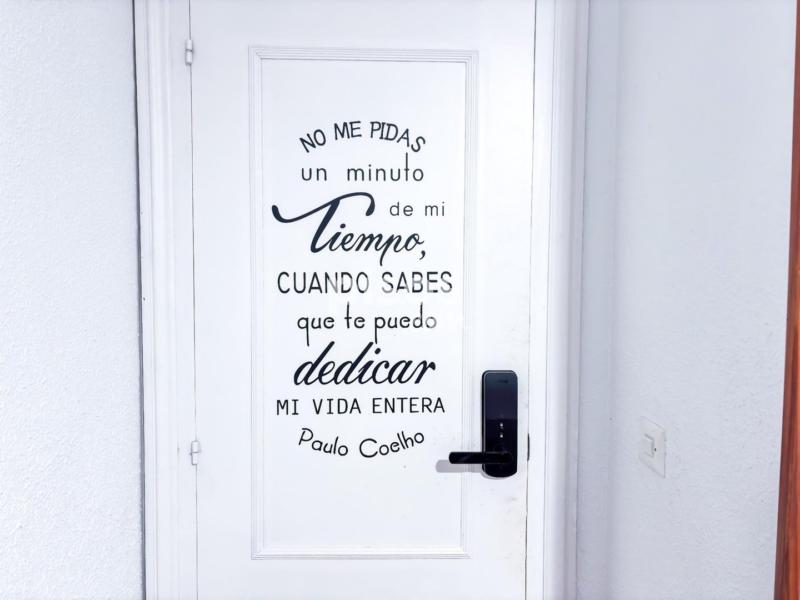 NO ME PIDAS
un minuto
de mi
Tiempo,
CUANDO SABES
que te puedo
dedicar
MI VIDA ENTERA
Paulo Coelho